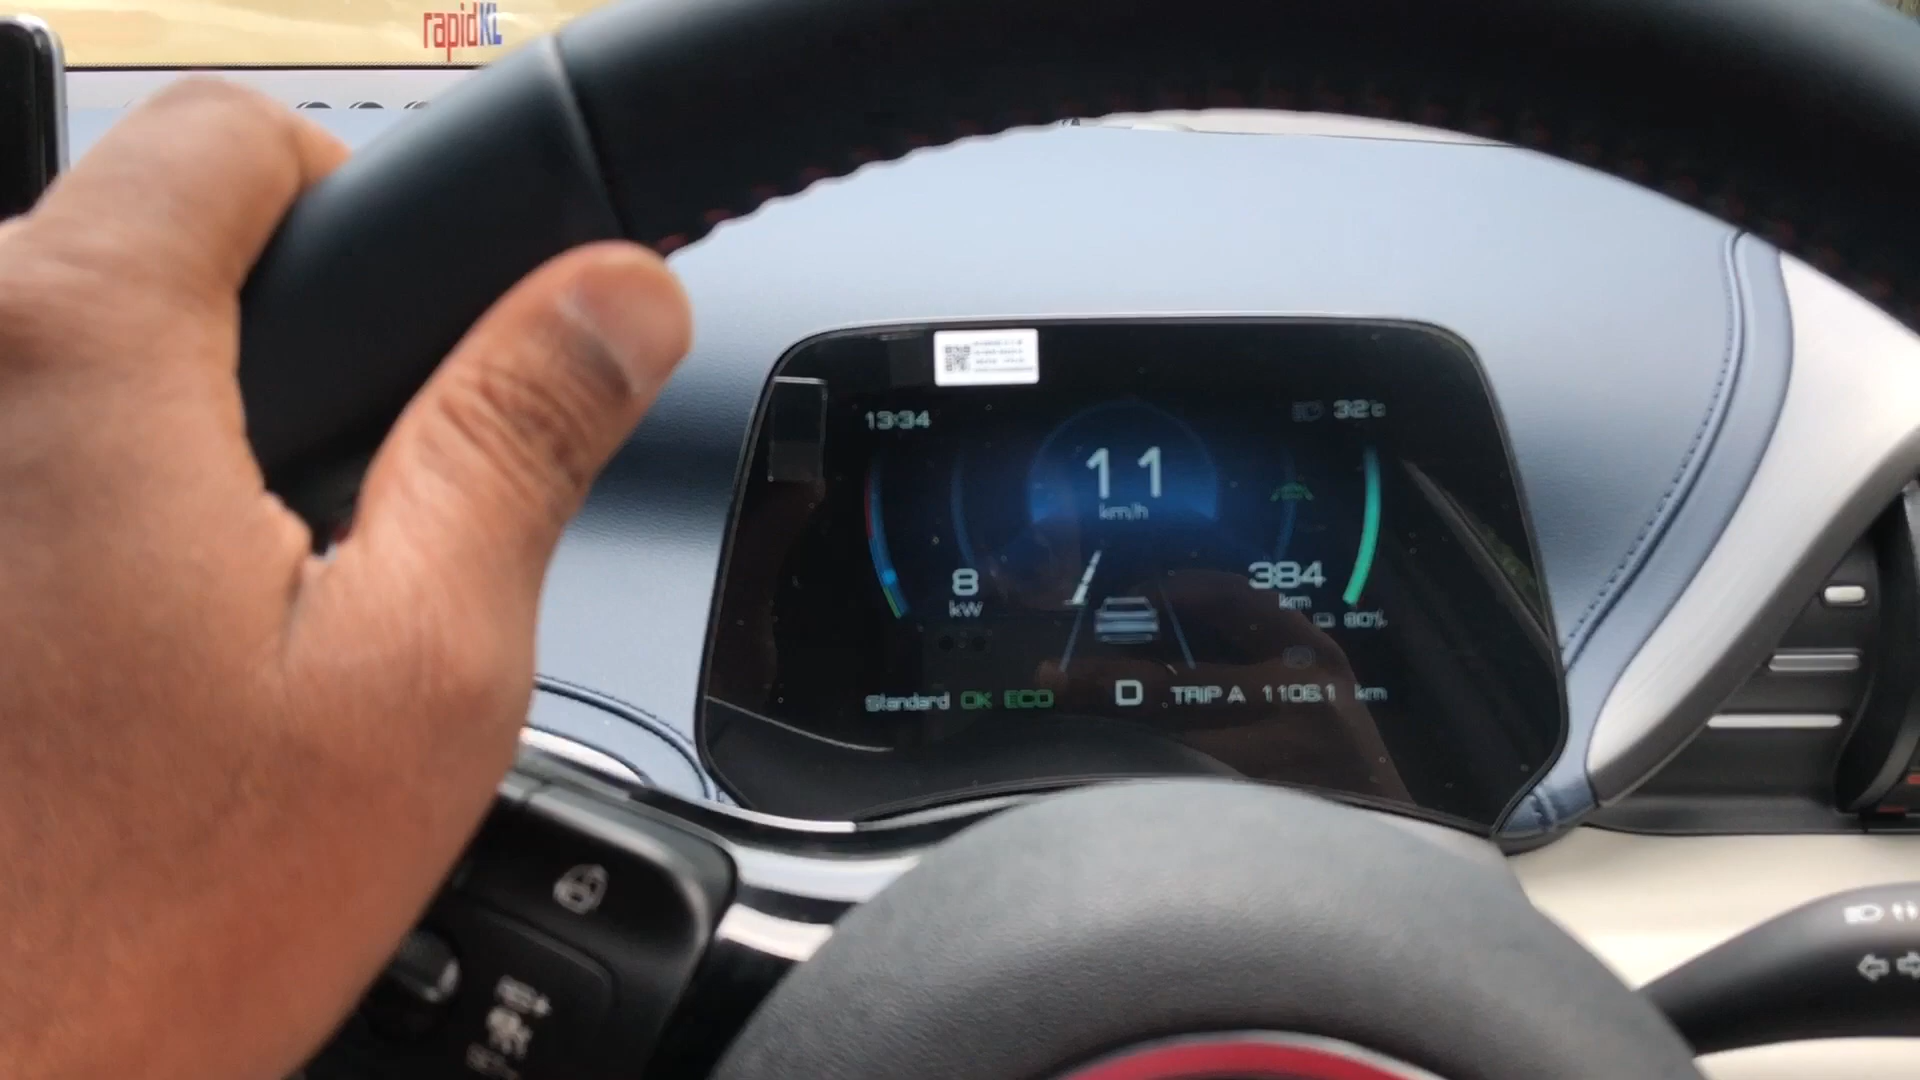 rapidKL
13:34
32°c
11
km/h
8
kW
384
km
80%
Standard OK ECO
D
TRIP A 1106.1 km